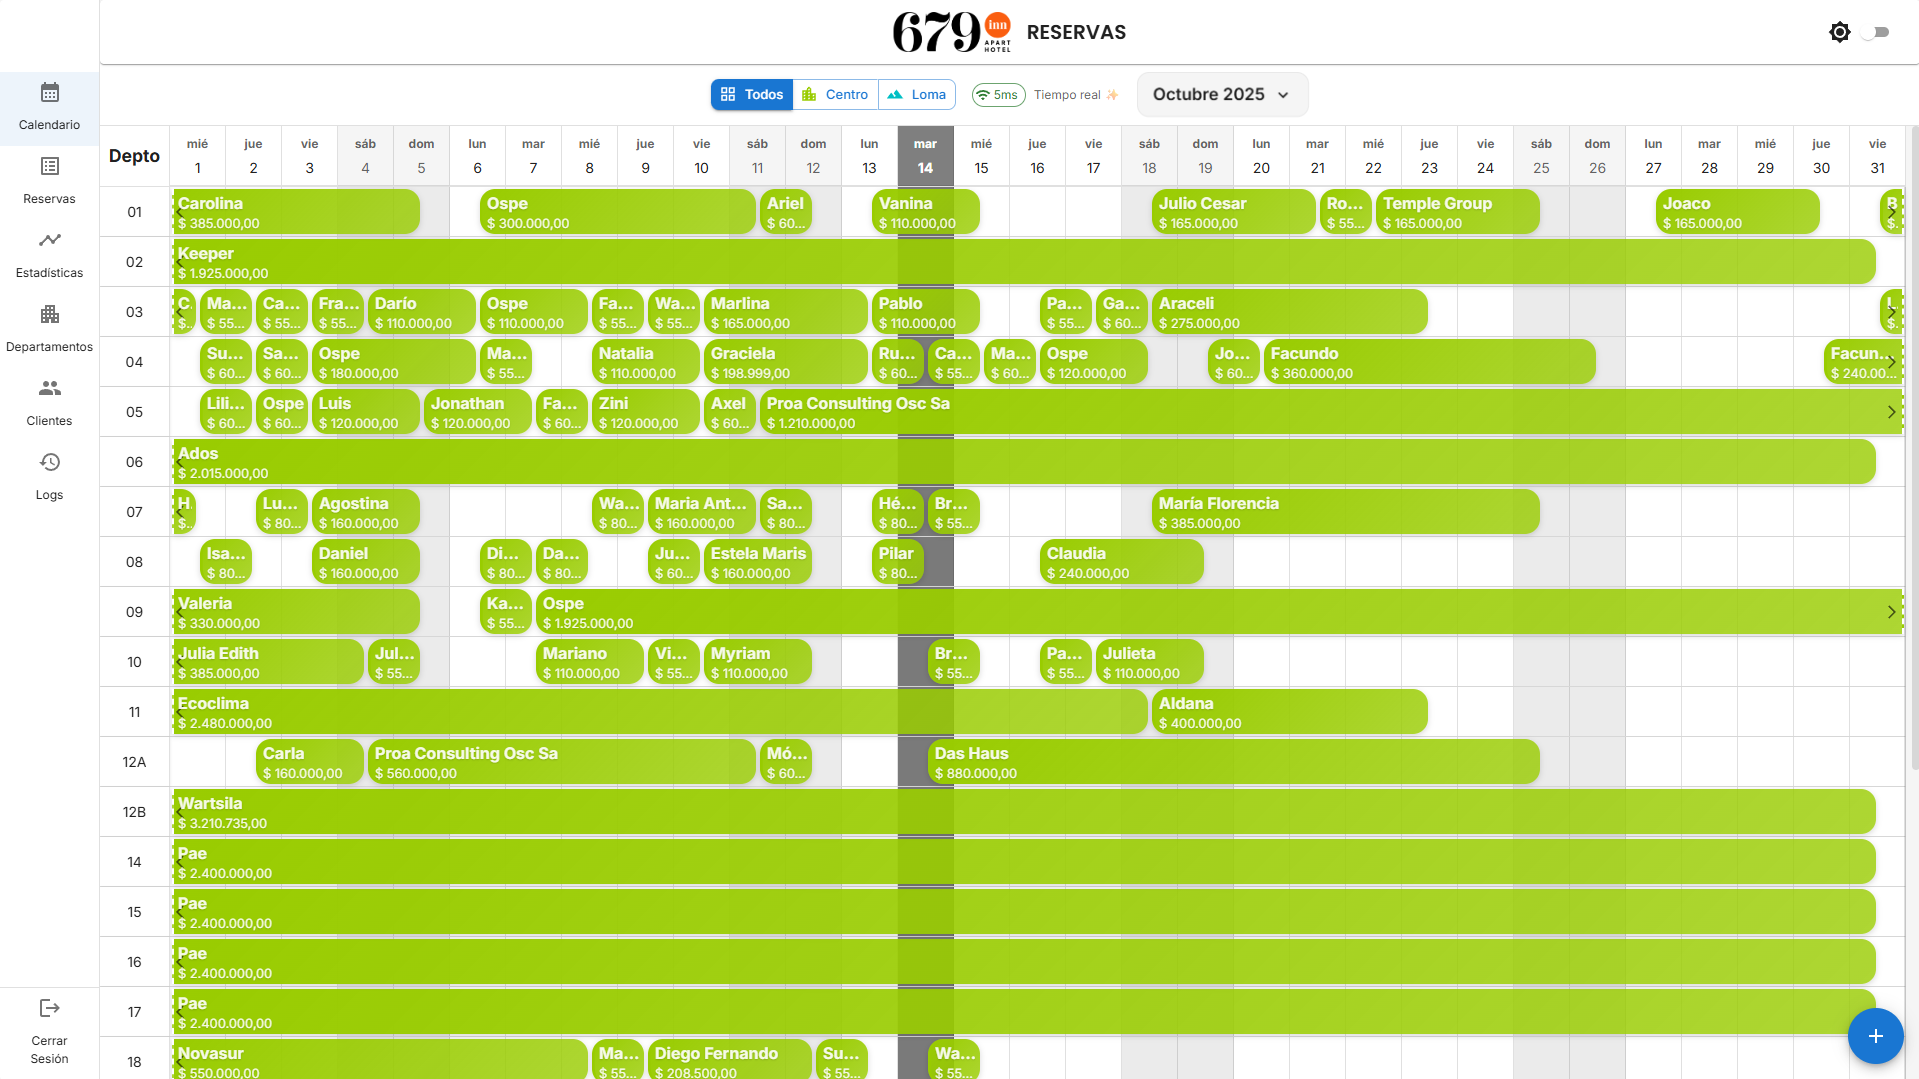 679 inn APART HOTEL RESERVAS
Calendario
Reservas
Estadísticas
Departamentos
Clientes
Logs
Cerrar Sesión
Todos Centro Loma 5ms Tiempo real ✨ Octubre 2025
Depto mié 1 jue 2 vie 3 sáb 4 dom 5 lun 6 mar 7 mié 8 jue 9 vie 10 sáb 11 dom 12 lun 13 mar 14 mié 15 jue 16 vie 17 sáb 18 dom 19 lun 20 mar 21 mié 22 jue 23 vie 24 sáb 25 dom 26 lun 27 mar 28 mié 29 jue 30 vie 31
01
Carolina Ospe Ariel Vanina Julio Cesar Ro... Temple Group Joaco B
$ 385.000,00 $ 300.000,00 $ 60... $ 110.000,00 $ 165.000,00 $ 55... $ 165.000,00 $ 165.000,00 $.
02
Keeper
$ 1.925.000,00
03
C Ma... Ca... Fra... Darío Ospe Fa... Wa... Marlina Pablo Pa... Ga... Araceli L
$.. $ 55... $ 55... $ 55... $ 110.000,00 $ 110.000,00 $ 55... $ 55... $ 165.000,00 $ 110.000,00 $ 55... $ 60... $ 275.000,00 $.
04
Su... Sa... Ospe Ma... Natalia Graciela Ru... Ca... Ma... Ospe Jo... Facundo Facun...
$ 60... $ 60... $ 180.000,00 $ 55... $ 110.000,00 $ 198.999,00 $ 60... $ 55... $ 60... $ 120.000,00 $ 60... $ 360.000,00 $ 240.00...
05
Lili... Ospe Luis Jonathan Fa... Zini Axel Proa Consulting Osc Sa
$ 60... $ 60... $ 120.000,00 $ 120.000,00 $ 60... $ 120.000,00 $ 60... $ 1.210.000,00
06
Ados
$ 2.015.000,00
07
H Lu... Agostina Wa... Maria Ant... Sa... Hé... Br... María Florencia
$.. $ 80... $ 160.000,00 $ 80... $ 160.000,00 $ 80... $ 80... $ 55... $ 385.000,00
08
Isa... Daniel Di... Da... Ju... Estela Maris Pilar Claudia
$ 80... $ 160.000,00 $ 80... $ 80... $ 60... $ 160.000,00 $ 80... $ 240.000,00
09
Valeria Ka... Ospe
$ 330.000,00 $ 55... $ 1.925.000,00
10
Julia Edith Jul... Mariano Vi... Myriam Br... Pa... Julieta
$ 385.000,00 $ 55... $ 110.000,00 $ 55... $ 110.000,00 $ 55... $ 55... $ 110.000,00
11
Ecoclima Aldana
$ 2.480.000,00 $ 400.000,00
12A
Carla Proa Consulting Osc Sa Mó... Das Haus
$ 160.000,00 $ 560.000,00 $ 60... $ 880.000,00
12B
Wartsila
$ 3.210.735,00
14
Pae
$ 2.400.000,00
15
Pae
$ 2.400.000,00
16
Pae
$ 2.400.000,00
17
Pae
$ 2.400.000,00
18
Novasur Ma... Diego Fernando Su... Wa...
$ 550.000,00 $ 55... $ 208.500,00 $ 55... $ 55...